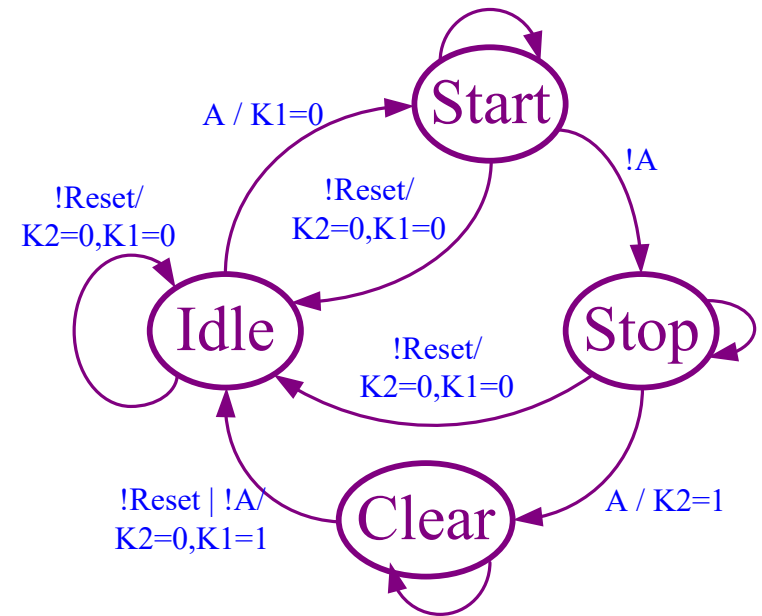 Start
A / K1=0
!A
!Reset/
K2=0,K1=0
!Reset/
K2=0,K1=0
Idle
Stop
!Reset/
K2=0,K1=0
!Reset | !A/
K2=0,K1=1
Clear
A / K2=1